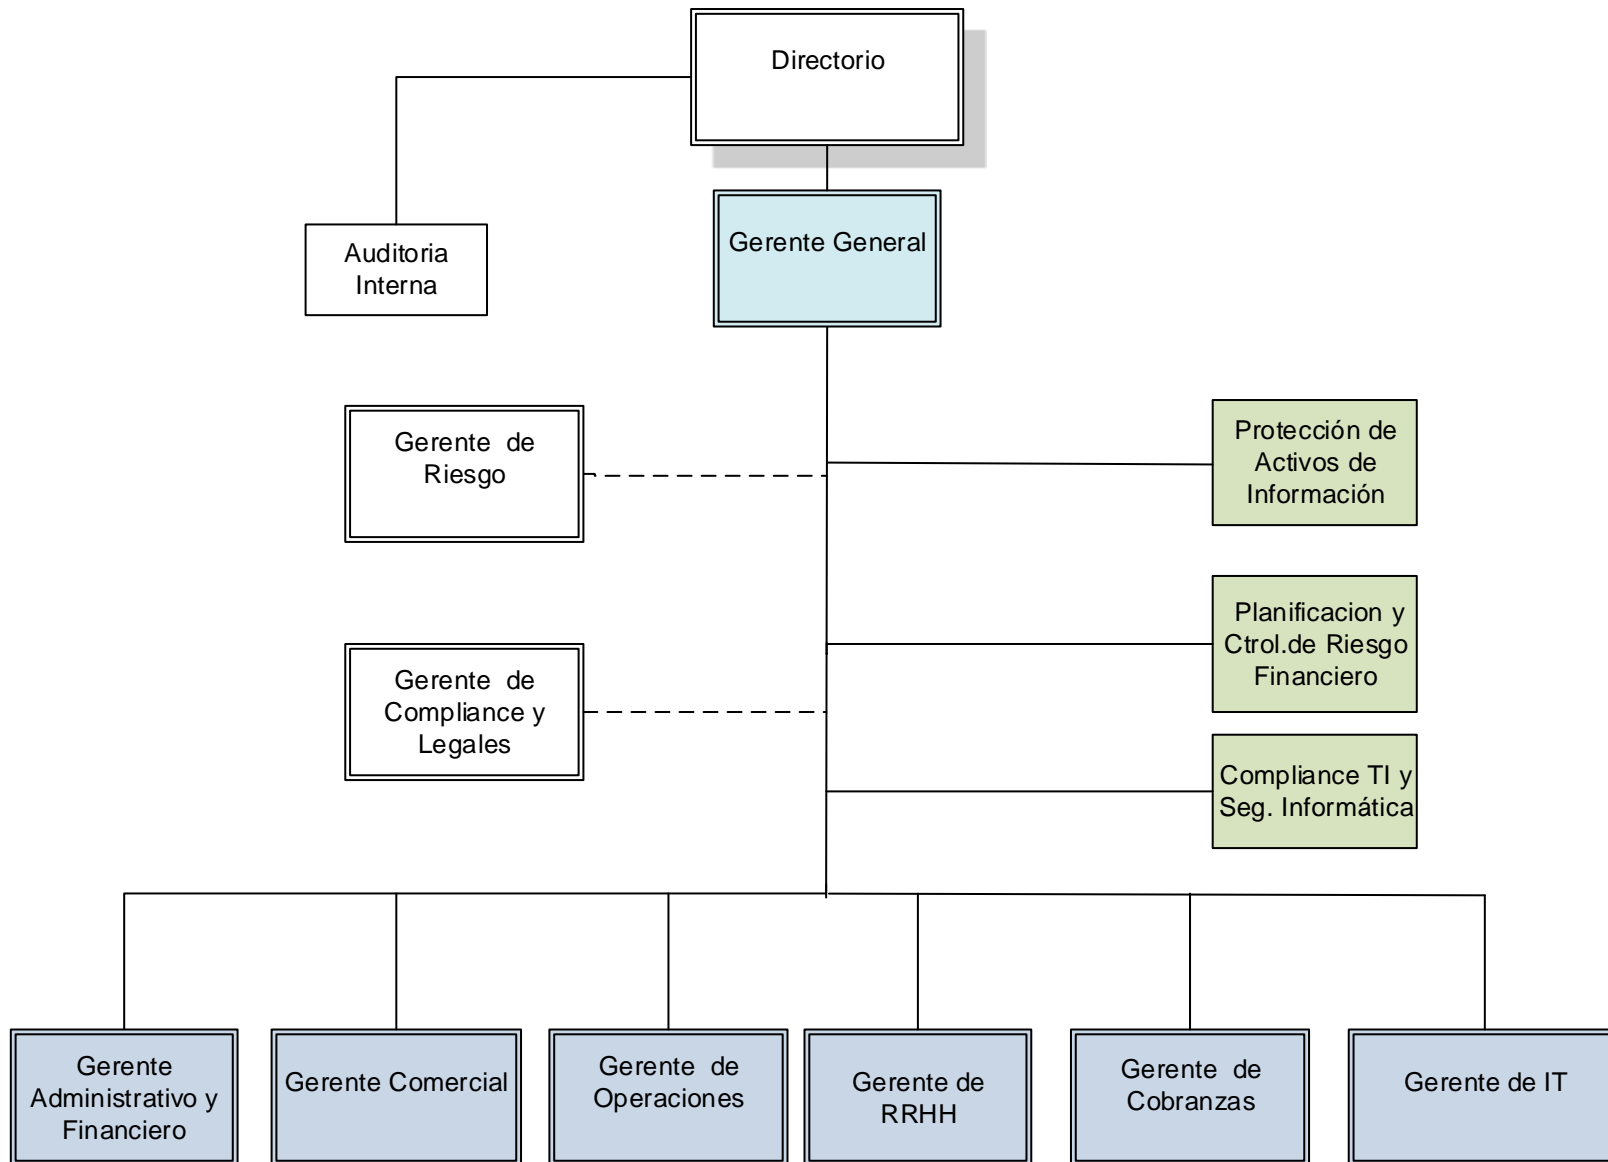 Directorio
Gerente General
Auditoria
Interna
Gerente de
Riesgo
Protección de
Activos de
Información
Planificacion y
Ctrol.de Riesgo
Financiero
Gerente de
Compliance y
Legales
Compliance TI y
Seg. Informática
Gerente
Administrativo y
Financiero
Gerente Comercial
Gerente de
Operaciones
Gerente de
RRHH
Gerente de
Cobranzas
Gerente de IT